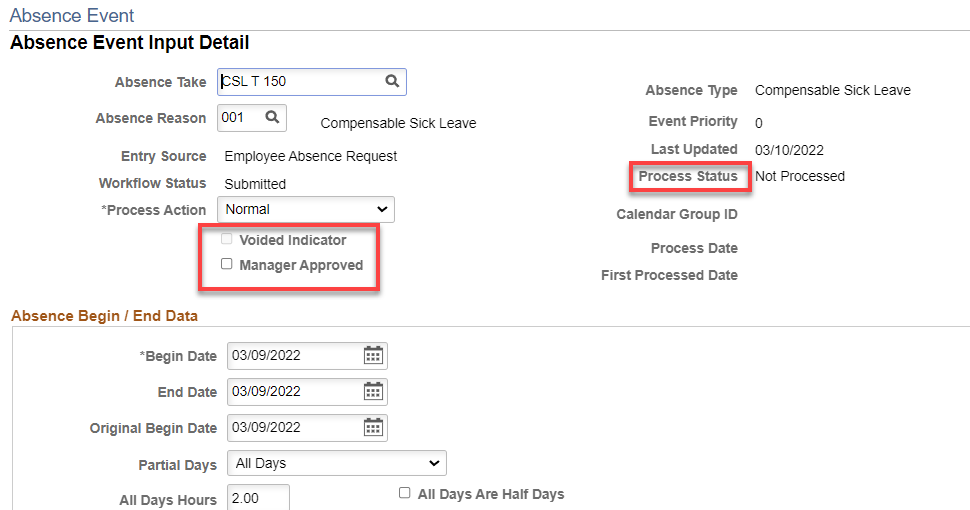 Absence Event
Absence Event Input Detail
Absence Take CSL T 150
Absence Type Compensable Sick Leave
Absence Reason 001 Compensable Sick Leave
Event Priority 0
Entry Source Employee Absence Request
Last Updated 03/10/2022
Workflow Status Submitted
Process Status Not Processed
*Process Action Normal
Calendar Group ID
Voided Indicator
Process Date
Manager Approved
First Processed Date
Absence Begin / End Data
*Begin Date 03/09/2022
End Date 03/09/2022
Original Begin Date 03/09/2022
Partial Days All Days
All Days Hours 2.00
All Days Are Half Days